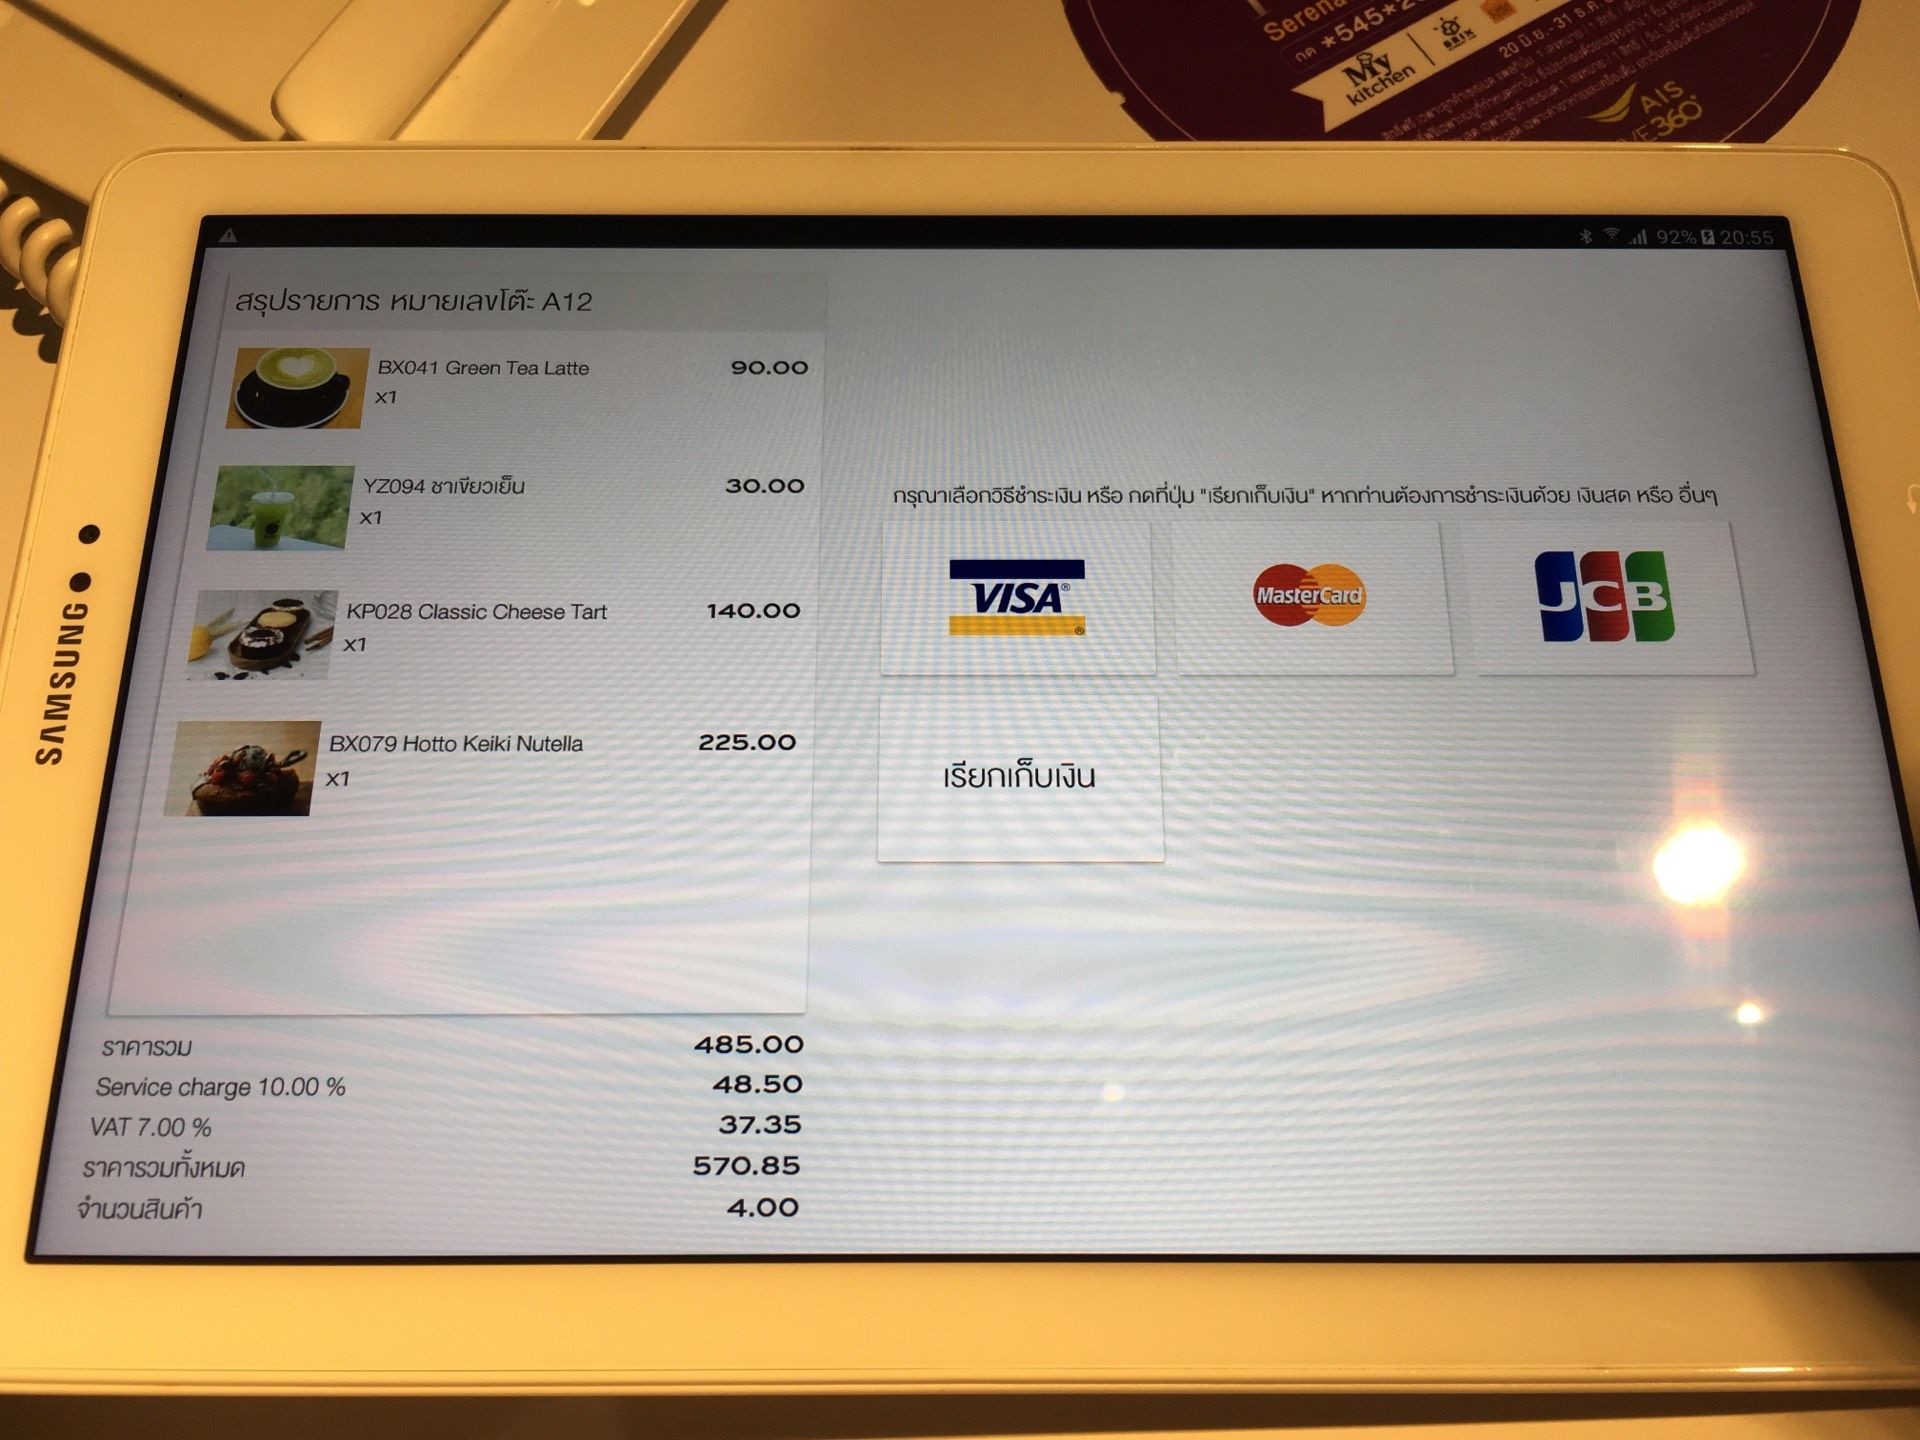 Serena
กด *545*2
My kitchen
BRIX
20 มิ.ย.-31 ธ.ค.
AIS
360°
92% 20:55
สรุปรายการ หมายเลขโต๊ะ A12
BX041 Green Tea Latte 90.00
x1
YZ094 ชาเขียวเย็น 30.00
x1
KP028 Classic Cheese Tart 140.00
x1
BX079 Hotto Keiki Nutella 225.00
x1
ราคารวม 485.00
Service charge 10.00 % 48.50
VAT 7.00 % 37.35
ราคารวมทั้งหมด 570.85
จำนวนสินค้า 4.00
กรุณาเลือกวิธีชำระเงิน หรือ กดที่ปุ่ม "เรียกเก็บเงิน" หากท่านต้องการชำระเงินด้วย เงินสด หรือ อื่นๆ
VISA®
MasterCard
JCB
เรียกเก็บเงิน
SAMSUNG